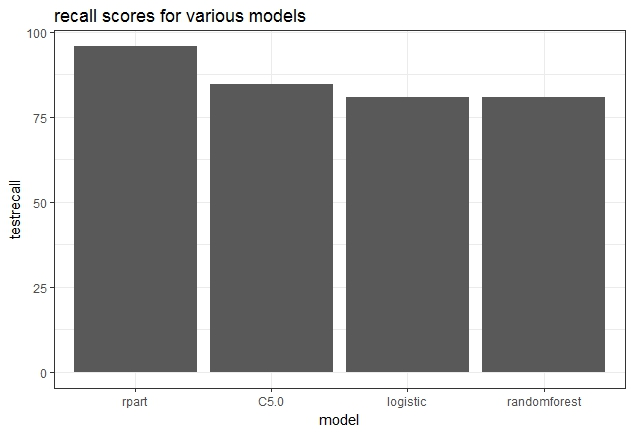 recall scores for various models
100
75
50
25
0
testrecall
rpart
C5.0
logistic
randomforest
model